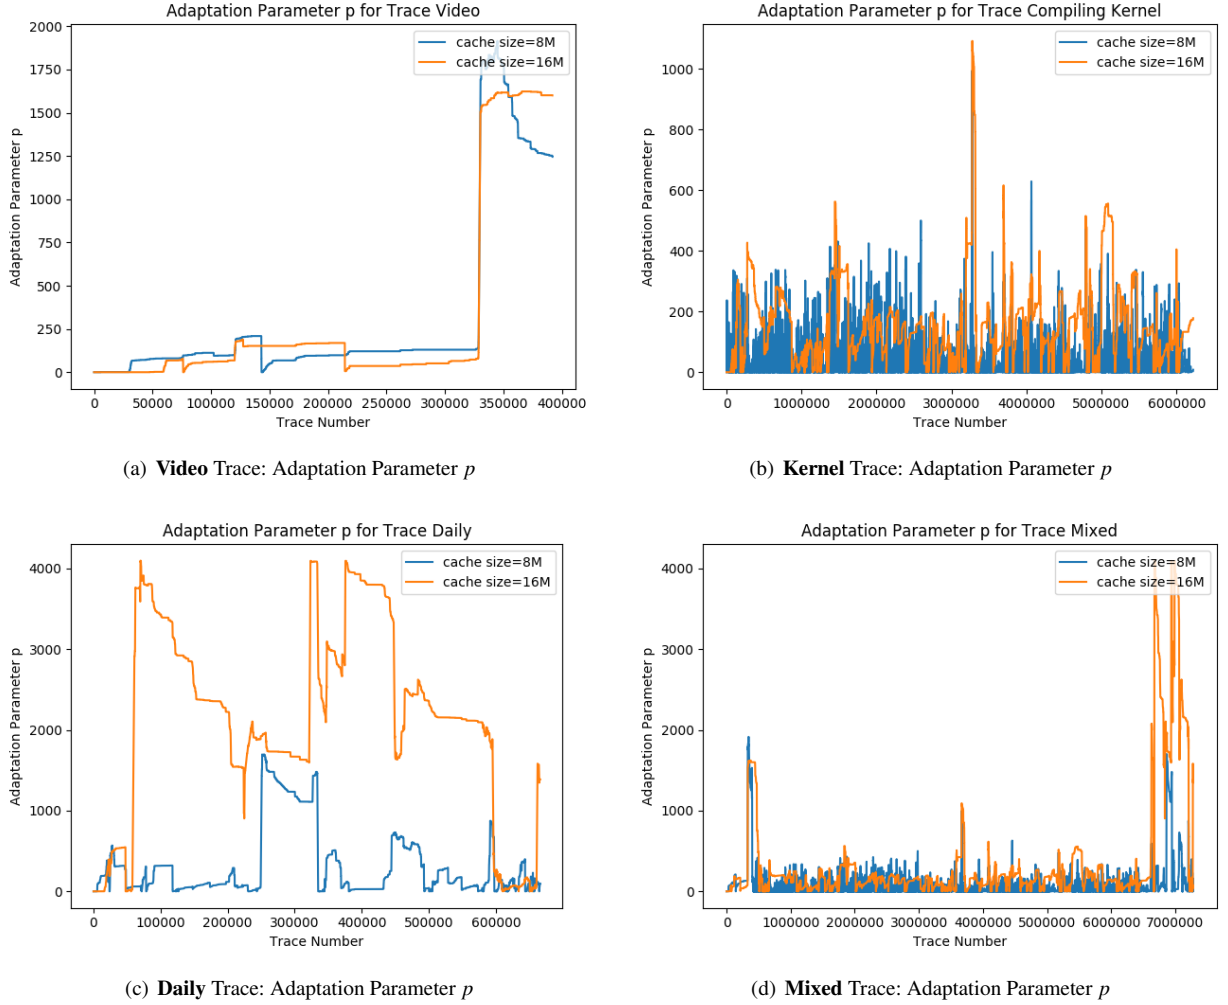 Adaptation Parameter p for Trace Video
cache size=8M
cache size=16M
2000
1750
1500
1250
1000
750
500
250
0
Adaptation Parameter p
0 50000 100000 150000 200000 250000 300000 350000 400000
Trace Number
(a) Video Trace: Adaptation Parameter p
Adaptation Parameter p for Trace Compiling Kernel
cache size=8M
cache size=16M
1000
800
600
400
200
0
Adaptation Parameter p
0 1000000 2000000 3000000 4000000 5000000 6000000
Trace Number
(b) Kernel Trace: Adaptation Parameter p
Adaptation Parameter p for Trace Daily
cache size=8M
cache size=16M
4000
3000
2000
1000
0
Adaptation Parameter p
0 100000 200000 300000 400000 500000 600000
Trace Number
(c) Daily Trace: Adaptation Parameter p
Adaptation Parameter p for Trace Mixed
cache size=8M
cache size=16M
4000
3000
2000
1000
0
Adaptation Parameter p
0 1000000 2000000 3000000 4000000 5000000 6000000 7000000
Trace Number
(d) Mixed Trace: Adaptation Parameter p